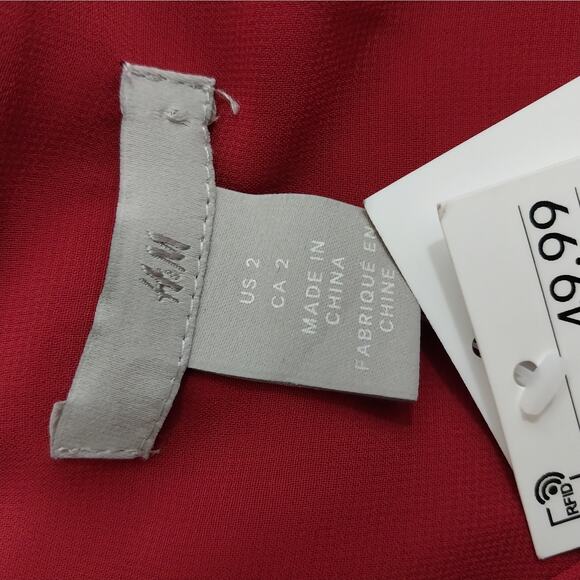 H&M
US 2
CA 2
MADE IN
CHINA
FABRIQUÉ EN
CHINE
49.99
RFID